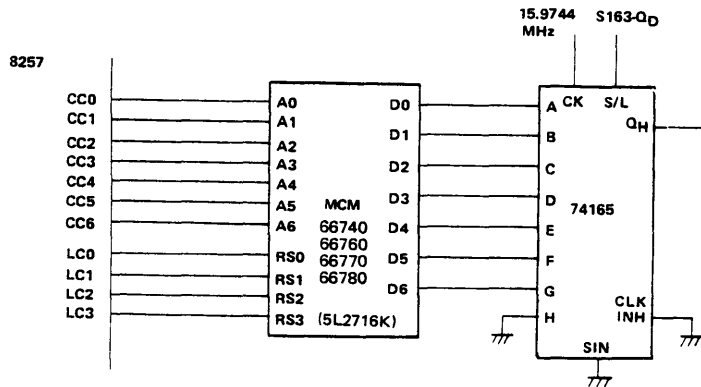 15.9744 MHz
S163-QD
8257
CC0
CC1
CC2
CC3
CC4
CC5
CC6
LC0
LC1
LC2
LC3
A0
A1
A2
A3
A4
A5
A6
RS0
RS1
RS2
RS3
MCM
66740
66760
66770
66780
(5L2716K)
D0
D1
D2
D3
D4
D5
D6
A
B
C
D
E
F
G
H
CK
S/L
QH
74165
CLK
INH
SIN